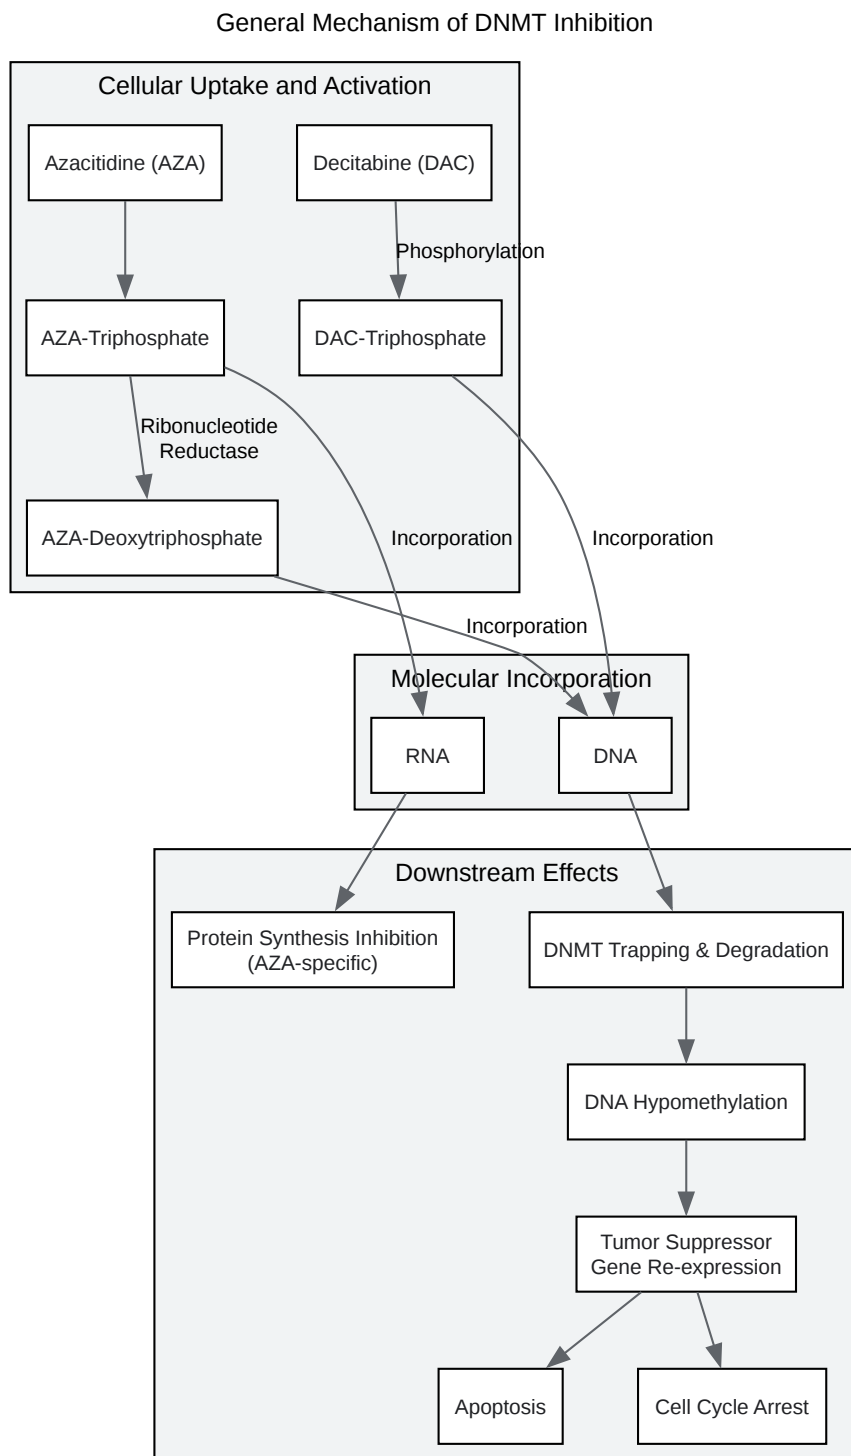 General Mechanism of DNMT Inhibition
Cellular Uptake and Activation
Azacitidine (AZA)
Decitabine (DAC)
Phosphorylation
AZA-Triphosphate
DAC-Triphosphate
Ribonucleotide
Reductase
AZA-Deoxytriphosphate
Incorporation
Incorporation
Incorporation
Molecular Incorporation
RNA
DNA
Downstream Effects
Protein Synthesis Inhibition
(AZA-specific)
DNMT Trapping & Degradation
DNA Hypomethylation
Tumor Suppressor
Gene Re-expression
Apoptosis
Cell Cycle Arrest